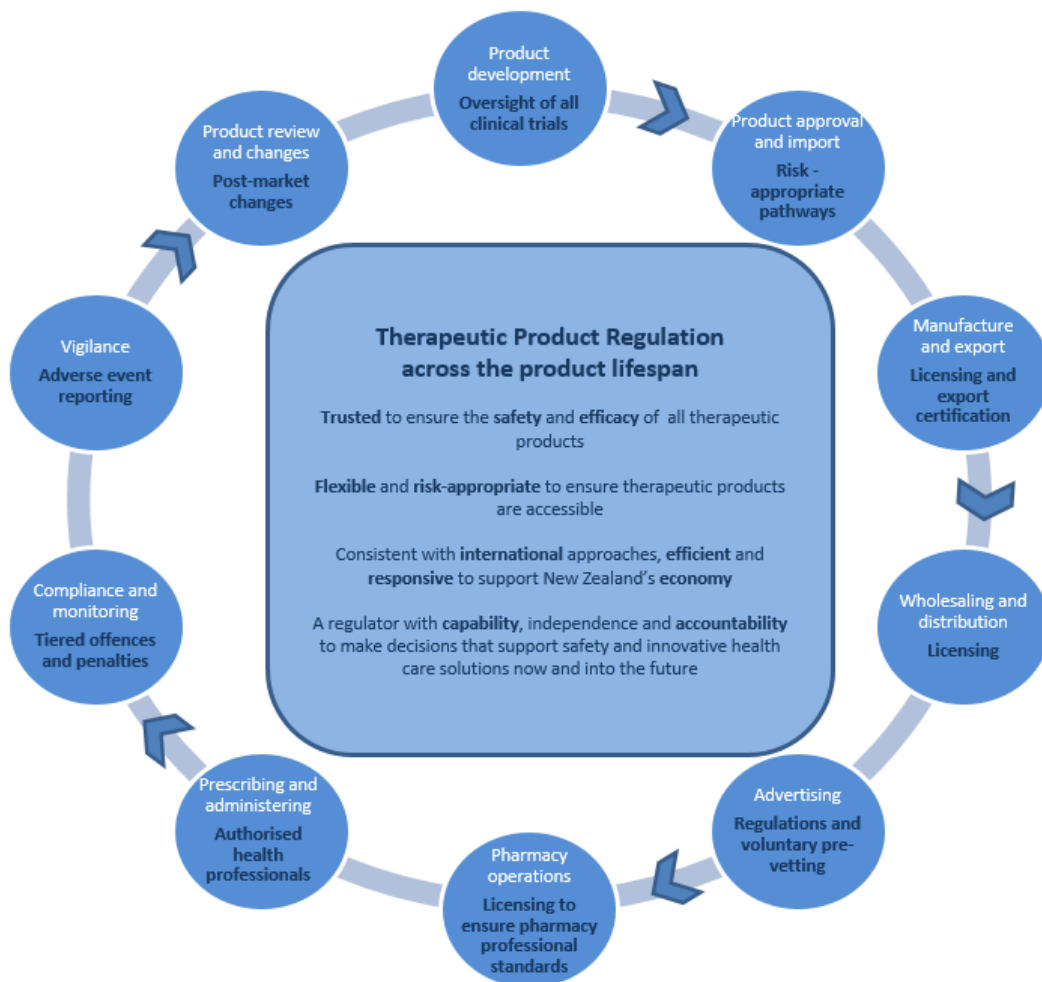 Product
development
Oversight of all
clinical trials
Product approval
and import
Risk -
appropriate
pathways
Manufacture
and export
Licensing and
export
certification
Wholesaling and
distribution
Licensing
Advertising
Regulations and
voluntary pre-
vetting
Pharmacy
operations
Licensing to
ensure pharmacy
professional
standards
Prescribing and
administering
Authorised
health
professionals
Compliance and
monitoring
Tiered offences
and penalties
Vigilance
Adverse event
reporting
Product review
and changes
Post-market
changes
Therapeutic Product Regulation
across the product lifespan
Trusted to ensure the safety and efficacy of all therapeutic
products
Flexible and risk-appropriate to ensure therapeutic products
are accessible
Consistent with international approaches, efficient and
responsive to support New Zealand's economy
A regulator with capability, independence and accountability
to make decisions that support safety and innovative health
care solutions now and into the future